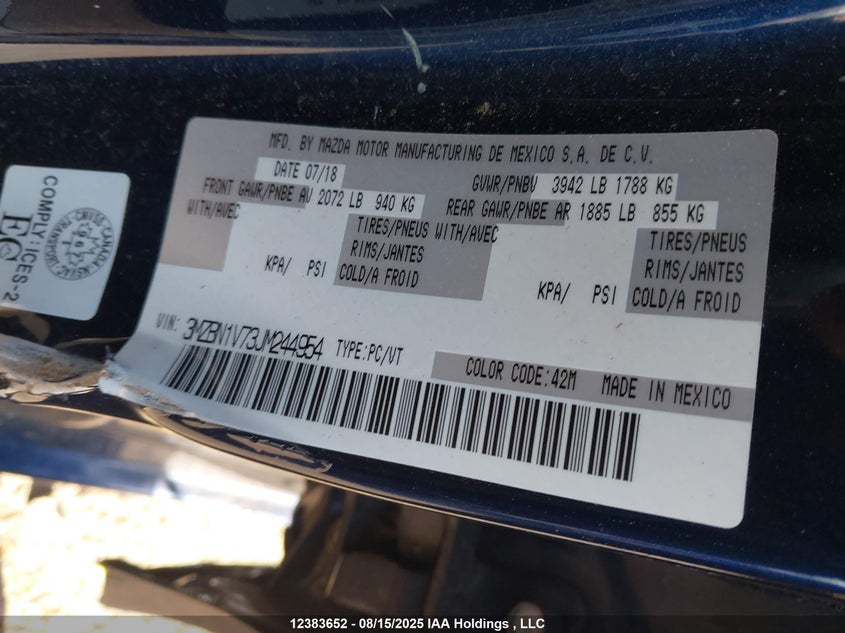 MFD. BY MAZDA MOTOR MANUFACTURING DE MEXICO S.A. DE C.V.
DATE 07/18
GVWR/PNBV 3942 LB 1788 KG
FRONT GAWR/PNBE AV 2072 LB 940 KG
REAR GAWR/PNBE AR 1885 LB 855 KG
WITH/AVEC
TIRES/PNEUS
RIMS/JANTES
KPA/ PSI COLD/A FROID
WITH/AVEC
TIRES/PNEUS
RIMS/JANTES
KPA/ PSI COLD/A FROID
VIN: 3MZBN1V73JM244954 TYPE:PC/VT
COLOR CODE:42M MADE IN MEXICO
COMPLY:ICES-2
12383652 - 08/15/2025 IAA Holdings , LLC